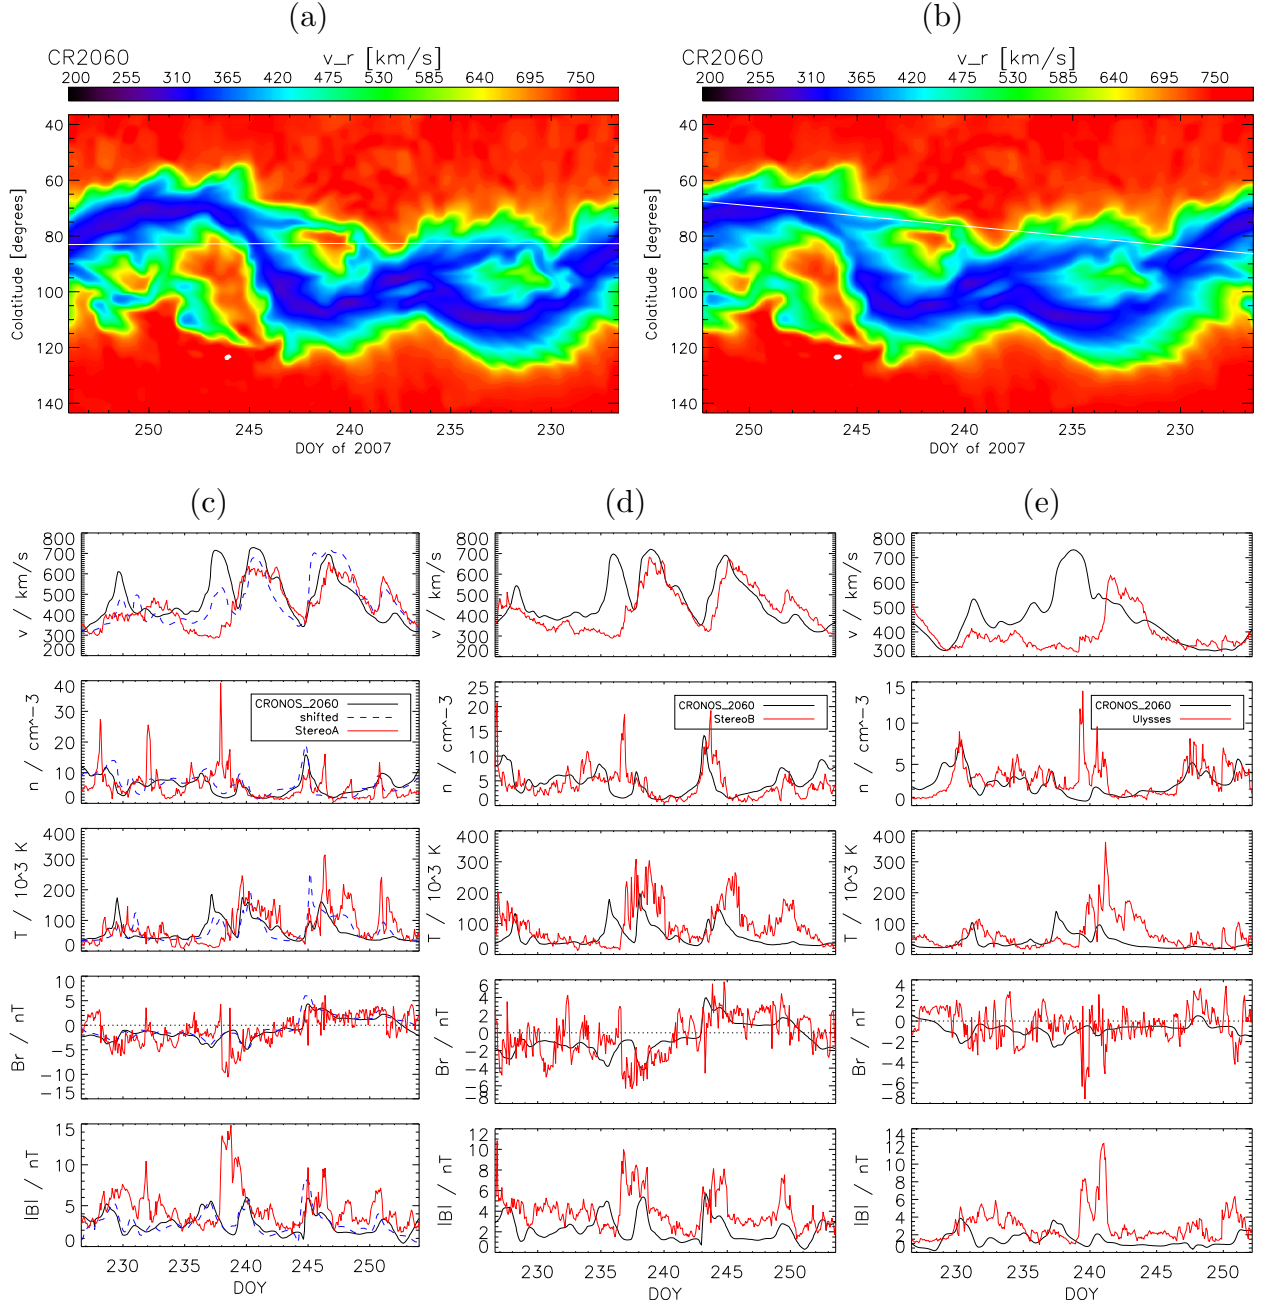 (a)
(b)
CR2060
v_r [km/s]
200 255 310 365 420 475 530 585 640 695 750
CR2060
v_r [km/s]
200 255 310 365 420 475 530 585 640 695 750
Colatitude [degrees]
40
60
80
100
120
140
250 245 240 235 230
DOY of 2007
Colatitude [degrees]
40
60
80
100
120
140
250 245 240 235 230
DOY of 2007
(c)
(d)
(e)
v / km/s
800
700
600
500
400
300
200
v / km/s
800
700
600
500
400
300
200
v / km/s
800
700
600
500
400
300
n / cm^-3
40
30
20
10
0
CRONOS_2060
shifted
StereoA
n / cm^-3
25
20
15
10
5
0
CRONOS_2060
StereoB
n / cm^-3
15
10
5
0
CRONOS_2060
Ulysses
T / 10^3 K
400
300
200
100
0
T / 10^3 K
400
300
200
100
0
T / 10^3 K
400
300
200
100
0
Br / nT
10
5
0
-5
-10
-15
Br / nT
6
4
2
0
-2
-4
-6
-8
Br / nT
4
2
0
-2
-4
-6
-8
|B| / nT
15
10
5
0
230 235 240 245 250
DOY
|B| / nT
12
10
8
6
4
2
0
230 235 240 245 250
DOY
|B| / nT
14
12
10
8
6
4
2
0
230 235 240 245 250
DOY